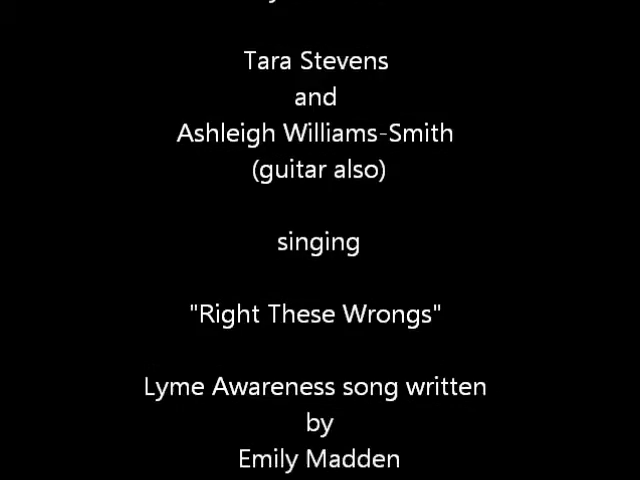 Tara Stevens
and
Ashleigh Williams-Smith
(guitar also)
singing
"Right These Wrongs"
Lyme Awareness song written
by
Emily Madden